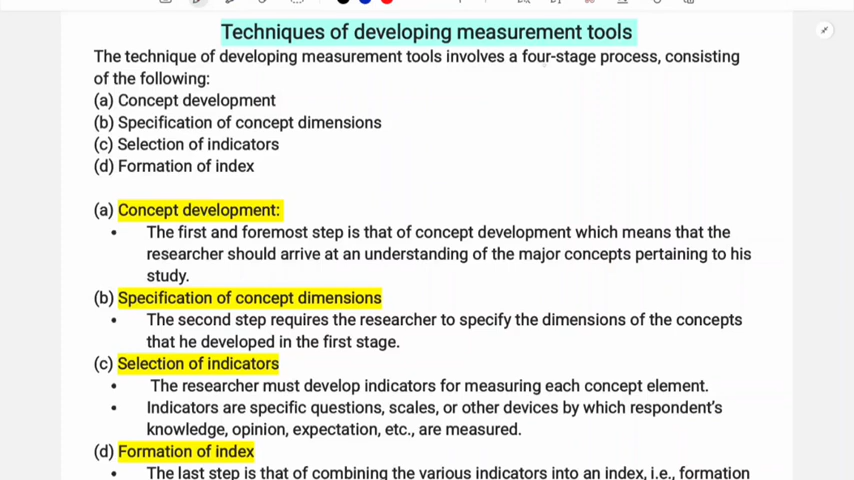 Techniques of developing measurement tools
The technique of developing measurement tools involves a four-stage process, consisting
of the following:
(a) Concept development
(b) Specification of concept dimensions
(c) Selection of indicators
(d) Formation of index
(a) Concept development:
• The first and foremost step is that of concept development which means that the
researcher should arrive at an understanding of the major concepts pertaining to his
study.
(b) Specification of concept dimensions
• The second step requires the researcher to specify the dimensions of the concepts
that he developed in the first stage.
(c) Selection of indicators
• The researcher must develop indicators for measuring each concept element.
• Indicators are specific questions, scales, or other devices by which respondent's
knowledge, opinion, expectation, etc., are measured.
(d) Formation of index
• The last step is that of combining the various indicators into an index, i.e., formation